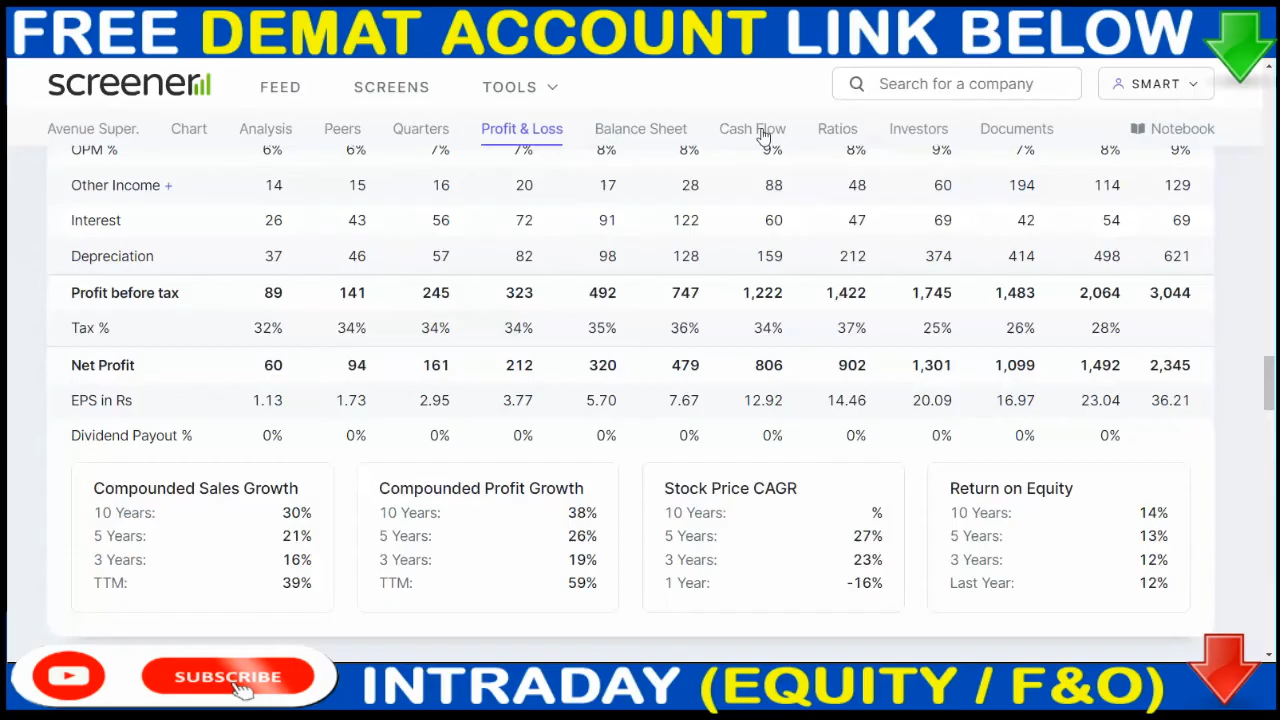 FREE DEMAT ACCOUNT LINK BELOW
screener FEED SCREENS TOOLS Search for a company SMART
Avenue Super. Chart Analysis Peers Quarters Profit & Loss Balance Sheet Cash Flow Ratios Investors Documents Notebook
OPM % 6% 6% 7% 7% 8% 8% 9% 8% 9% 7% 8% 9%
Other Income + 14 15 16 20 17 28 88 48 60 194 114 129
Interest 26 43 56 72 91 122 60 47 69 42 54 69
Depreciation 37 46 57 82 98 128 159 212 374 414 498 621
Profit before tax 89 141 245 323 492 747 1,222 1,422 1,745 1,483 2,064 3,044
Tax % 32% 34% 34% 34% 35% 36% 34% 37% 25% 26% 28%
Net Profit 60 94 161 212 320 479 806 902 1,301 1,099 1,492 2,345
EPS in Rs 1.13 1.73 2.95 3.77 5.70 7.67 12.92 14.46 20.09 16.97 23.04 36.21
Dividend Payout % 0% 0% 0% 0% 0% 0% 0% 0% 0% 0% 0%
Compounded Sales Growth Compounded Profit Growth Stock Price CAGR Return on Equity
10 Years: 30% 10 Years: 38% 10 Years: % 10 Years: 14%
5 Years: 21% 5 Years: 26% 5 Years: 27% 5 Years: 13%
3 Years: 16% 3 Years: 19% 3 Years: 23% 3 Years: 12%
TTM: 39% TTM: 59% 1 Year: -16% Last Year: 12%
SUBSCRIBE INTRADAY (EQUITY / F&O)